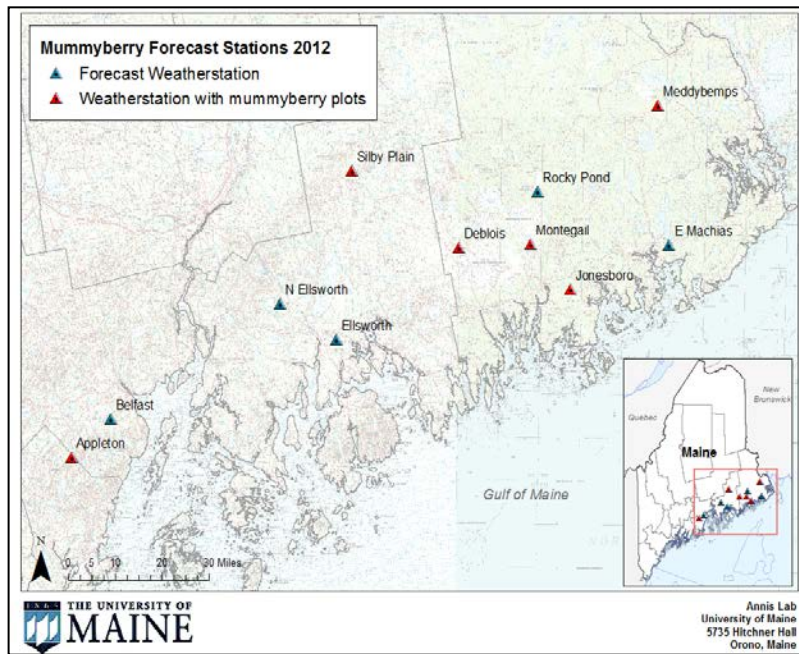 Mummyberry Forecast Stations 2012
Forecast Weatherstation
Weatherstation with mummyberry plots
Meddybemps
Silby Plain
Rocky Pond
Deblois
Montegail
E Machias
Jonesboro
N Ellsworth
Ellsworth
Belfast
Appleton
Gulf of Maine
0 5 10 20 30 Miles
New
Brunswick
Quebec
Maine
1865
THE UNIVERSITY OF
MAINE
Annis Lab
University of Maine
5735 Hitchner Hall
Orono, Maine